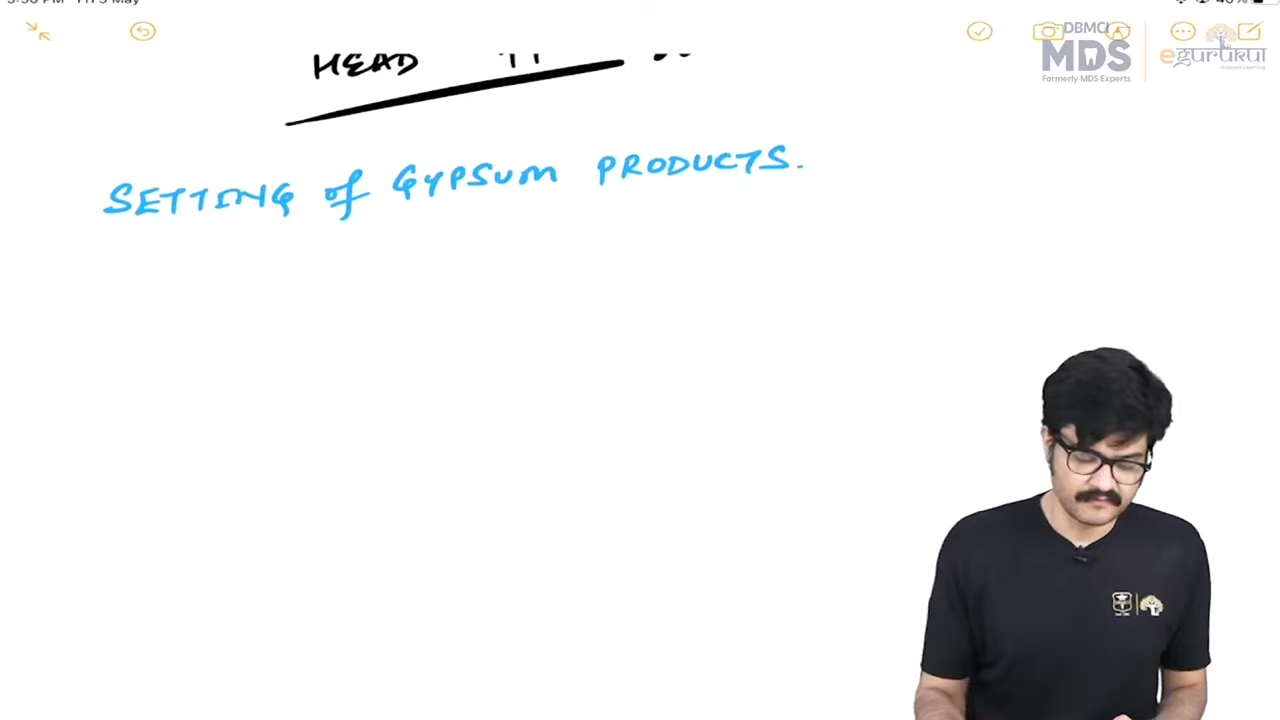 DBMCI
MDS
Formerly MDS Experts
egurukul
HEAD
SETTING of GYPSUM PRODUCTS.